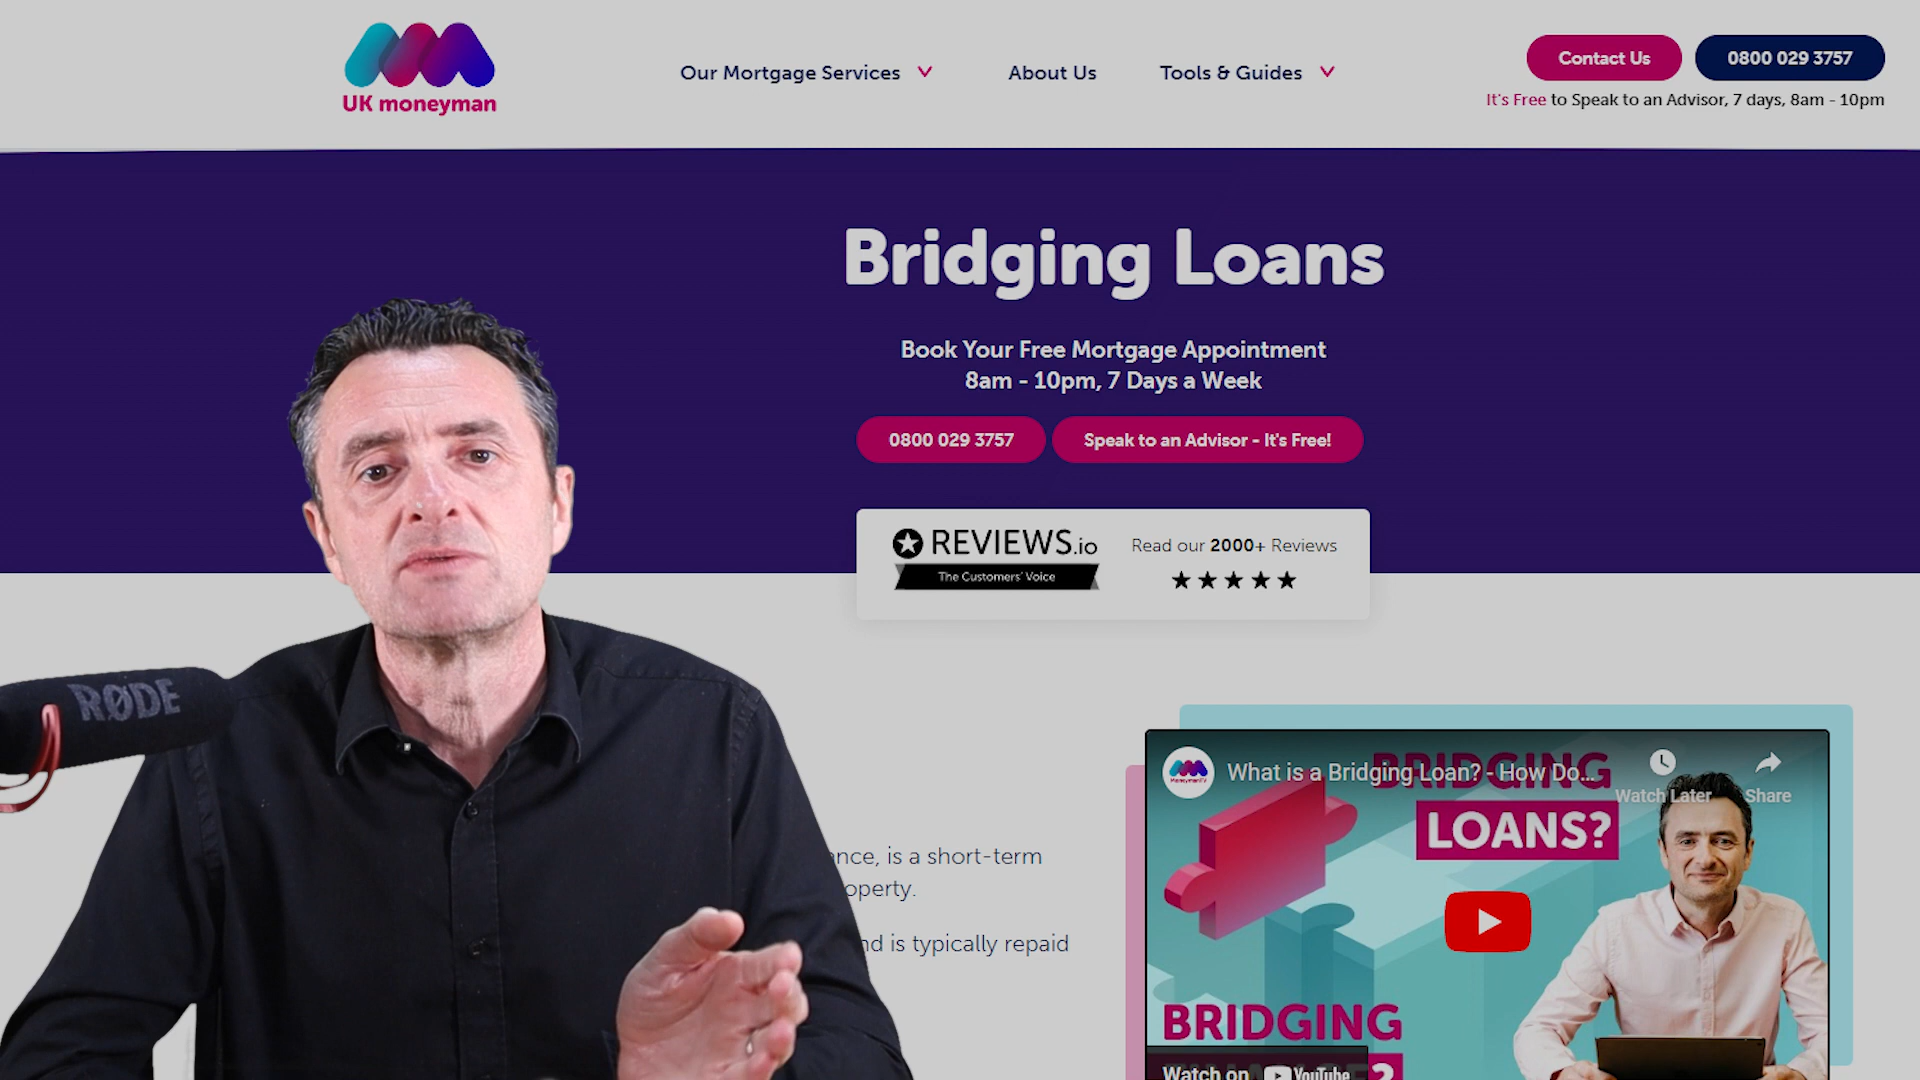 UK moneyman
Our Mortgage Services
About Us
Tools & Guides
Contact Us
0800 029 3757
It's Free to Speak to an Advisor, 7 days, 8am - 10pm
Bridging Loans
Book Your Free Mortgage Appointment
8am - 10pm, 7 Days a Week
0800 029 3757
Speak to an Advisor - It's Free!
REVIEWS.io
The Customers' Voice
Read our 2000+ Reviews
RØDE
is a short-term
nd is typically repaid
What is a Bridging Loan? - How Do...
Watch Later
Share
BRIDGING
LOANS?
BRIDGING
?
Watch on YouTube